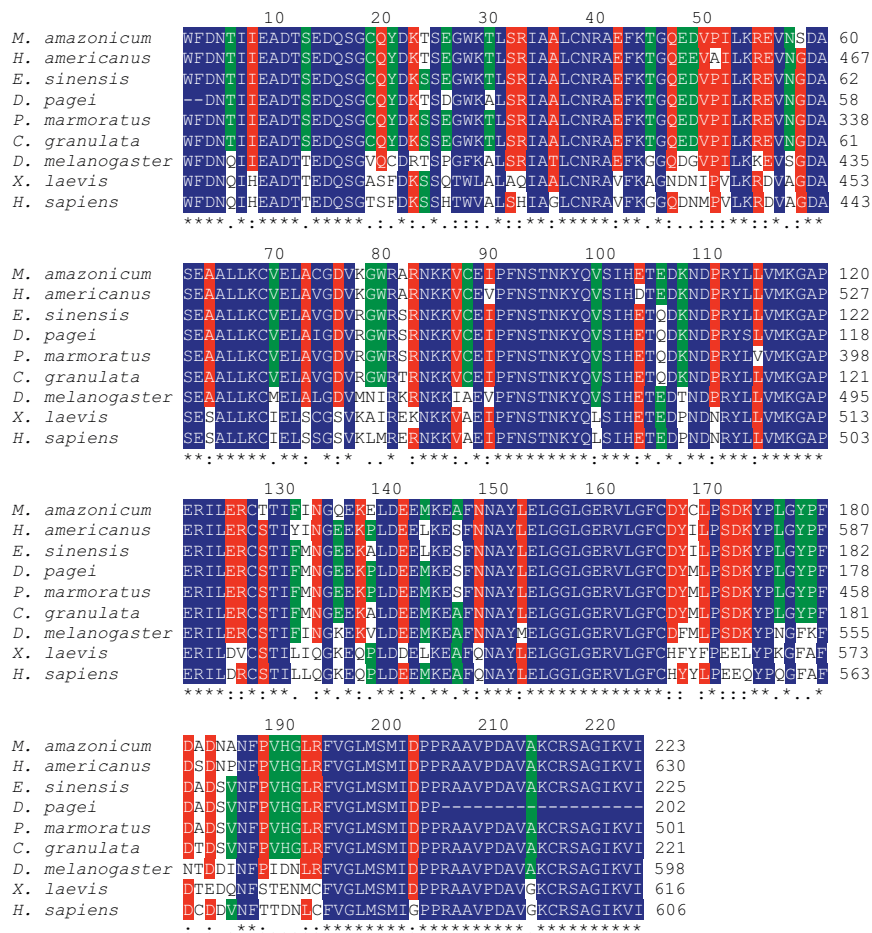 10 20 30 40 50
M. amazonicum WFDNTIIEADTSEDQSGCQYDKTSEGWKTLSRIAALCNRAEFKTGQEDVPILKREVNSDA 60
H. americanus WFDNTIIEADTSEDQSGCQYDKTSEGWKTLSRIAALCNRAEFKTGQEEVAILKREVNGDA 467
E. sinensis WFDNTIIEADTSEDQSGCQYDKSSEGWKTLSRIAALCNRAEFKTGQEDVPILKREVNGDA 62
D. pagei --DNTIIEADTSEDQSGCQYDKTSDGWKALSRIAALCNRAEFKTGQEDVPILKREVNGDA 58
P. marmoratus WFDNTIIEADTSEDQSGCQYDKSSEGWKTLSRIAALCNRAEFKTGQEDVPILKREVNGDA 338
C. granulata WFDNTIIEADTSEDQSGCQYDKSSEGWKTLSRIAALCNRAEFKTGQEDVPILKREVNGDA 61
D. melanogaster WFDNQIIEADTTEDQSGVQCDRTSPGFKALSRIATLCNRAEFKGGQDGVPILKKEVSGDA 435
X. laevis WFDNQIHEADTTEDQSGASFDKSSQTWLALAQIAALCNRAVFKAGNDNIPVLKRDVAGDA 453
H. sapiens WFDNQIHEADTTEDQSGTSFDKSSHTWVALSHIAGLCNRAVFKGGQDNMPVLKRDVAGDA 443
70 80 90 100 110
M. amazonicum SEAALLKCVELACGDVKGWRARNKKVCEIPFNSTNKYQVSIHETEDKNDPRYLLVMKGAP 120
H. americanus SEAALLKCVELAVGDVKGWRARNKKVCEVPFNSTNKYQVSIHDTEDKNDPRYLLVMKGAP 527
E. sinensis SEAALLKCVELAVGDVRGWRSRNKKVCEIPFNSTNKYQVSIHETQDKNDPRYLLVMKGAP 122
D. pagei SEAALLKCVELAIGDVRGWRSRNKKVCEIPFNSTNKYQVSIHETQDKNDPRYSLVMKGAP 118
P. marmoratus SEAALLKCVELAVGDVRGWRSRNKKVCEIPFNSTNKYQVSIHETQDKNDPRYLVVMKGAP 398
C. granulata SEAALLKCVELAVGDVRGWRTRNKKVCEIPFNSTNKYQVSIHETQDKNDPRYLLVMKGAP 121
D. melanogaster SEAALLKCMELALGDVMNIRKRNKKIAEVPFNSTNKYQVSIHETEDTNDPRYLLVMKGAP 495
X. laevis SESALLKCIELSCGSVKAIREKNKKVAEIPFNSTNKYQLSIHETEDPNDNRYLLVMKGAP 513
H. sapiens SESALLKCIELSSGSVKLMRERNKKVAEIPFNSTNKYQLSIHETEDPNDNRYLLVMKGAP 503
130 140 150 160 170
M. amazonicum ERILERCTTIFINGQEKELDEEMKEAFNNAYLELGGLGERVLGFCDYCLPSDKYPLGYPF 180
H. americanus ERILERCSTIYINGEEKPLDEELKESFNNAYLELGGLGERVLGFCDYILPSDKYPLGYPF 587
E. sinensis ERILERCSTIFMNGEEKALDEELKESFNNAYLELGGLGERVLGFCDYMLPSDKYPLGYPF 182
D. pagei ERILERCSTIFMNGEEKPLDEEMKESFNNAYLELGGLGERVLGFCDYMLPSDKYPLGYPF 178
P. marmoratus ERILERCSTIFMNGEEKPLDEEMKESFNNAYLELGGLGERVLGFCDYMLPSDKYPLGYPF 458
C. granulata ERILERCSTIFMNGEEKALDEEMKEAFNNAYLELGGLGERVLGFCDYMLPSDKYPLGYPF 181
D. melanogaster ERILERCSTIFINGKEKVLDEEMKEAFNNAYMELGGLGERVLGFCDFMLPSDKYPNGFKF 555
X. laevis ERILDVCSTILIQGKEQPLDDELKEAFQNAYLELGGLGERVLGFCHFYFPEELYPKGFAF 573
H. sapiens ERILDRCSTILLQGKEQPLDEEMKEAFQNAYLELGGLGERVLGFCHYYLPEEQYPQGFAF 563
190 200 210 220
M. amazonicum DADNANFPVHGLRFVGLMSMIDPPRAAVPDAVAKCRSAGIKVI 223
H. americanus DSDNPNFPVHGLRFVGLMSMIDPPRAAVPDAVAKCRSAGIKVI 630
E. sinensis DADSVNFPVHGLRFVGLMSMIDPPRAAVPDAVAKCRSAGIKVI 225
D. pagei DADSVNFPVHGLRFVGLMSMIDPP------------------- 202
P. marmoratus DADSVNFPVHGLRFVGLMSMIDPPRAAVPDAVAKCRSAGIKVI 501
C. granulata DTDSVNFPVHGLRFVGLMSMIDPPRAAVPDAVAKCRSAGIKVI 221
D. melanogaster NTDDINFPIDNLRFVGLMSMIDPPRAAVPDAVAKCRSAGIKVI 598
X. laevis DTEDQNFSTENMCFVGLMSMIDPPRAAVPDAVGKCRSAGIKVI 616
H. sapiens DCDDVNFTTDNLCFVGLMSMIGPPRAAVPDAVGKCRSAGIKVI 606